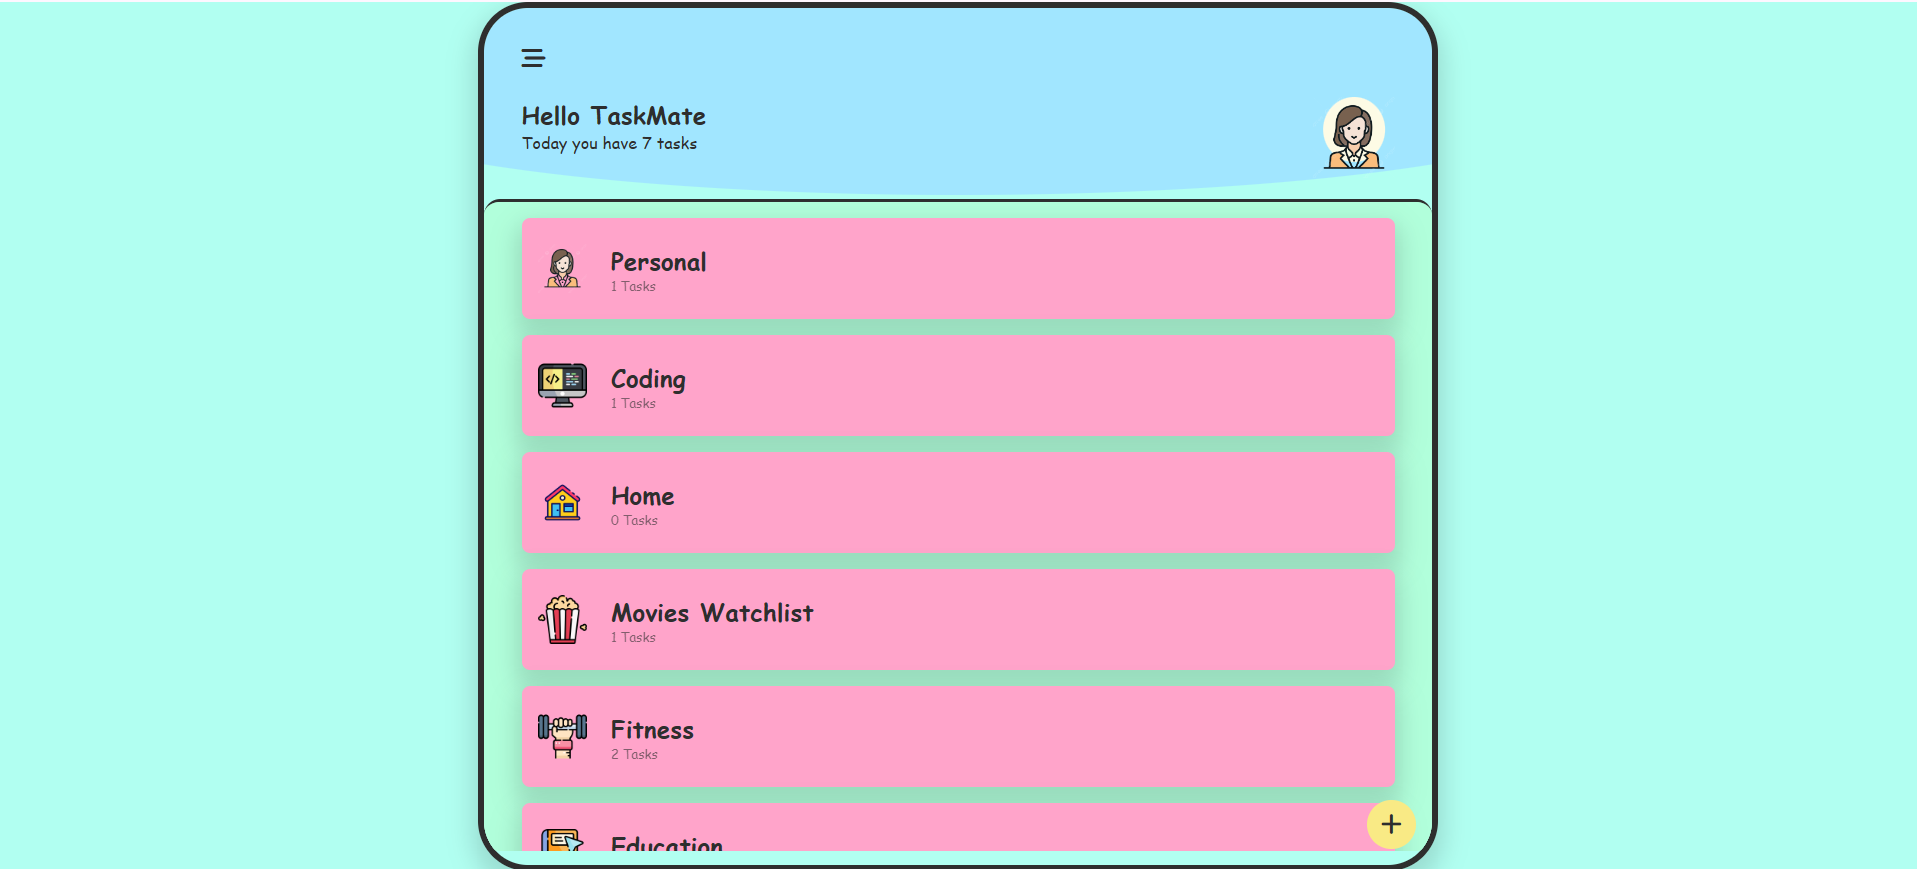 Hello TaskMate
Today you have 7 tasks
Personal
1 Tasks
Coding
1 Tasks
Home
0 Tasks
Movies Watchlist
1 Tasks
Fitness
2 Tasks
Education